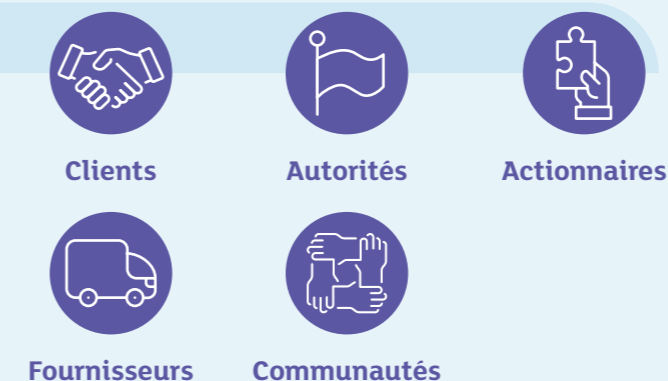 Clients
Autorités
Actionnaires
Fournisseurs
Communautés